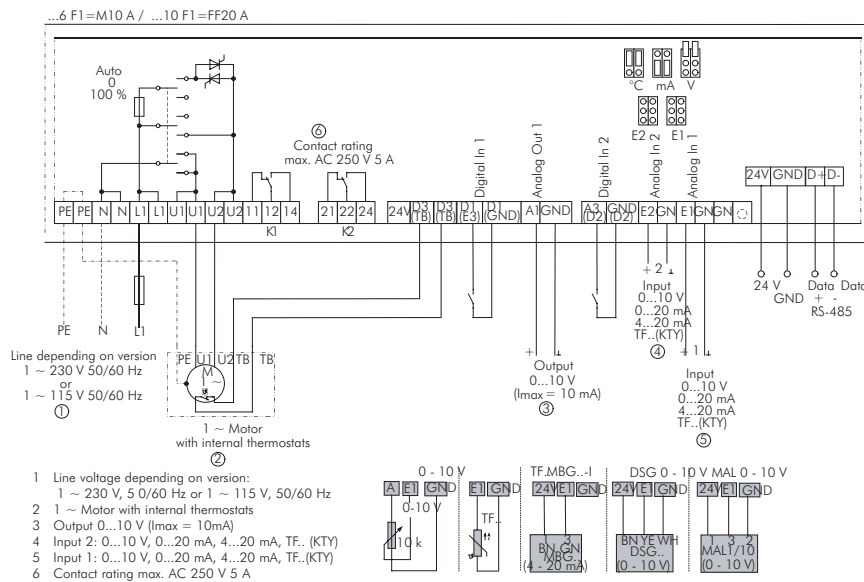 ...6 F1=M10 A / ...10 F1=FF20 A
Auto
0
100 %
⑥
Contact rating
max. AC 250 V 5 A
Digital In 1
Analog Out 1
Digital In 2
Analog In 2
Analog In 1
°C mA V
E2 E1
24V GND D+ D-
PE PE N N L1 L1 U1 U1 U2 U2 11 12 14
K1
21 22 24
K2
24V D3 (TB) D3 (TB) D1 (E3) D1 (GND)
A1 GND
A3 (D2) GND (D2)
E2 GN E1 GN GN
PE N L1
Line depending on version
1 ~ 230 V 50/60 Hz
or
1 ~ 115 V 50/60 Hz
①
PE U1 U2 TB TB
M
1 ~
1 ~ Motor
with internal thermostats
②
+ ⊥
Output
0...10 V
(Imax = 10 mA)
③
+ 2 ⊥
Input
0...10 V
0...20 mA
4...20 mA
TF..(KTY)
④
+ 1 ⊥
Input
0...10 V
0...20 mA
4...20 mA
TF..(KTY)
⑤
24 V
GND
Data Data
+ -
RS-485
1 Line voltage depending on version:
1 ~ 230 V, 5 0/60 Hz or 1 ~ 115 V, 50/60 Hz
2 1 ~ Motor with internal thermostats
3 Output 0...10 V (Imax = 10mA)
4 Input 2: 0...10 V, 0...20 mA, 4...20 mA, TF.. (KTY)
5 Input 1: 0...10 V, 0...20 mA, 4...20 mA, TF..(KTY)
6 Contact rating max. AC 250 V 5 A
0 - 10 V
A E1 GND
0-10 V
10 k
E1 GND
TF..
TF.MBG..-I
24V E1 GND
1 3
BN GN
MBG..
(4 - 20 mA)
DSG 0 - 10 V
24V E1 GND
BN YE WH
DSG..
(0 - 10 V)
MAL 0 - 10 V
24V E1 GND
1 3 2
MAL1/10
(0 - 10 V)